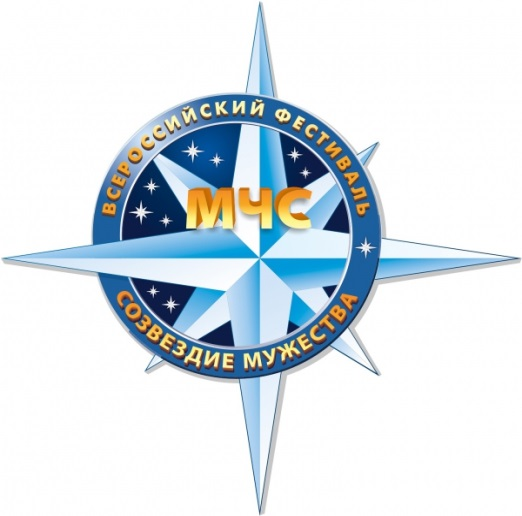 ВСЕРОССИЙСКИЙ ФЕСТИВАЛЬ
МЧС
СОЗВЕЗДИЕ МУЖЕСТВА